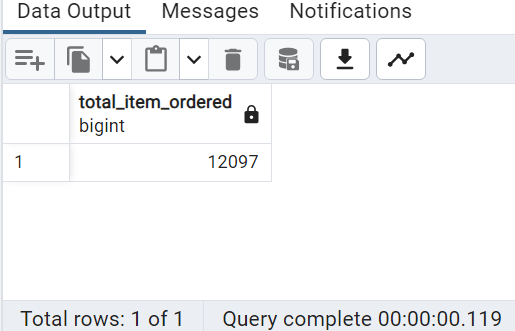 Data Output Messages Notifications
total_item_ordered
bigint
1 12097
Total rows: 1 of 1 Query complete 00:00:00.119